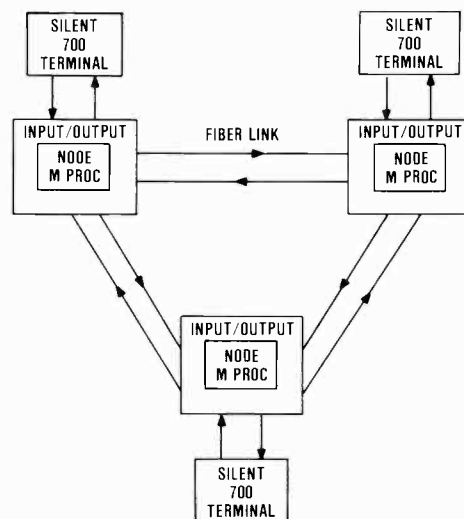 SILENT
700
TERMINAL
SILENT
700
TERMINAL
INPUT/OUTPUT
NODE
M PROC
FIBER LINK
INPUT/OUTPUT
NODE
M PROC
INPUT/OUTPUT
NODE
M PROC
SILENT
700
TERMINAL